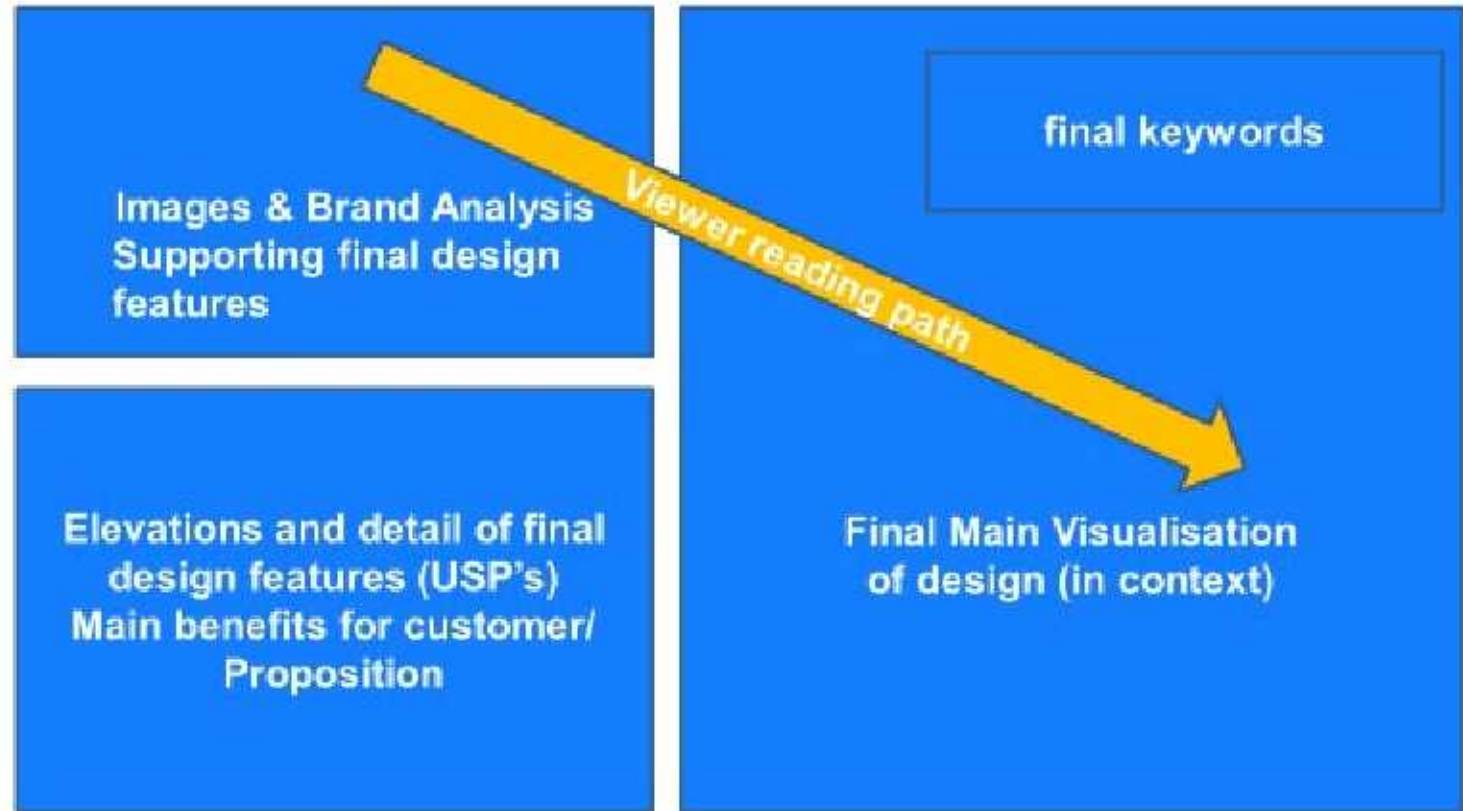 Images & Brand Analysis
Supporting final design
features
Viewer reading path
final keywords
Elevations and detail of final
design features (USP's)
Main benefits for customer/
Proposition
Final Main Visualisation
of design (in context)